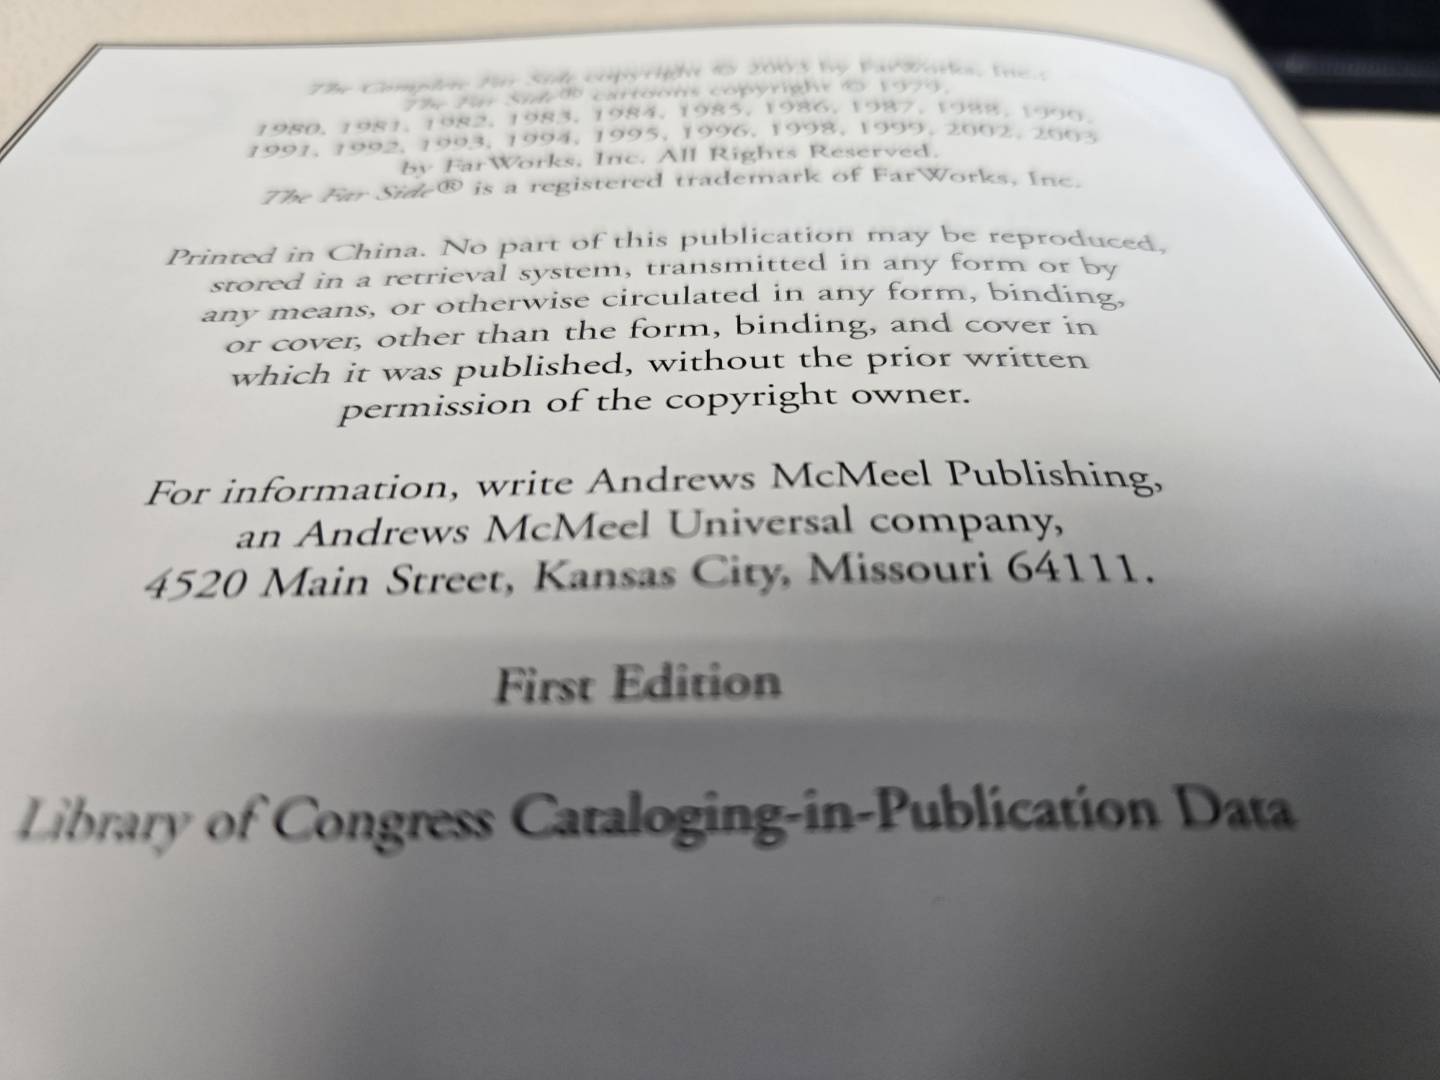 The Complete Far Side copyright © 2003 by FarWorks, Inc.;
The Far Side® cartoons copyright © 1979,
1980, 1981, 1982, 1983, 1984, 1985, 1986, 1987, 1988, 1990,
1991, 1992, 1993, 1994, 1995, 1996, 1998, 1999, 2002, 2003
by FarWorks, Inc. All Rights Reserved.
The Far Side® is a registered trademark of FarWorks, Inc.
Printed in China. No part of this publication may be reproduced,
stored in a retrieval system, transmitted in any form or by
any means, or otherwise circulated in any form, binding,
or cover, other than the form, binding, and cover in
which it was published, without the prior written
permission of the copyright owner.
For information, write Andrews McMeel Publishing,
an Andrews McMeel Universal company,
4520 Main Street, Kansas City, Missouri 64111.
First Edition
Library of Congress Cataloging-in-Publication Data